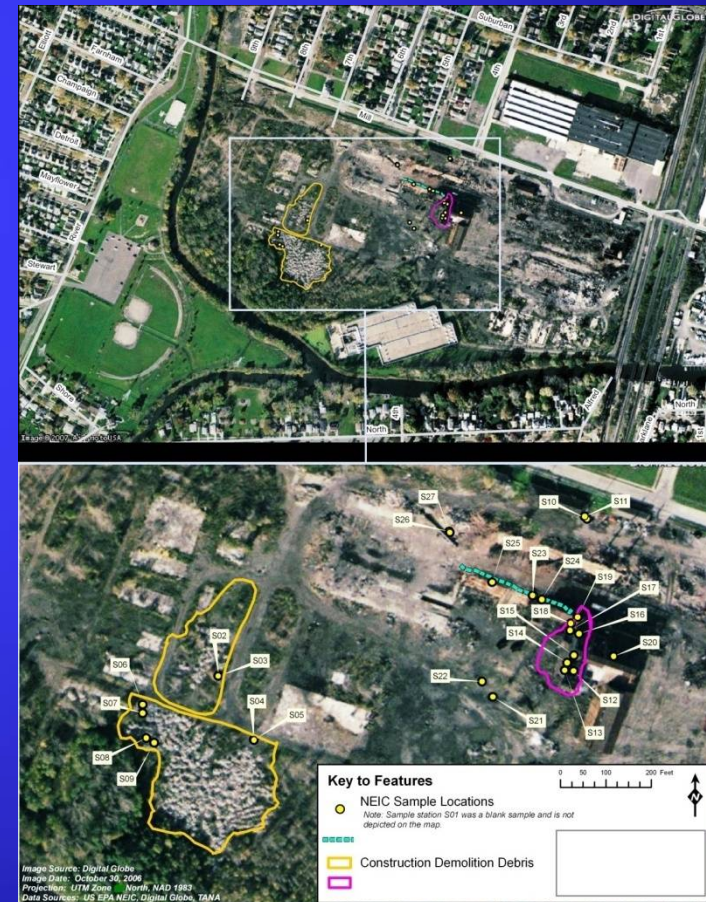 DIGITALGLOBE
Suburban
3rd
2nd
1st
Elliott
Farnham
9th
8th
7th
6th
5th
4th
Champaign
Mill
Detroit
Mayflower
River
Stewart
Shore
4th
Alfred
North
North
1st
S27
S26
S10
S11
S25
S23
S24
S19
S17
S15
S18
S16
S14
S02
S20
S06
S03
S22
S07
S04
S05
S12
S21
S13
S08
S09
Key to Features
0 50 100 200 Feet
N
NEIC Sample Locations
Note: Sample station S01 was a blank sample and is not
depicted on the map.
Construction Demolition Debris
Image Source: Digital Globe
Image Date: October 30, 2006
Projection: UTM Zone North, NAD 1983
Data Sources: US EPA NEIC, Digital Globe, TANA